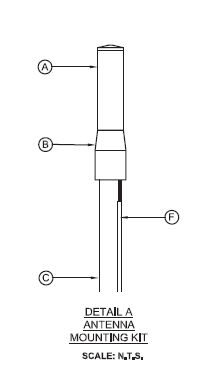 A
B
F
C
DETAIL A
ANTENNA
MOUNTING KIT
SCALE: N.T.S.